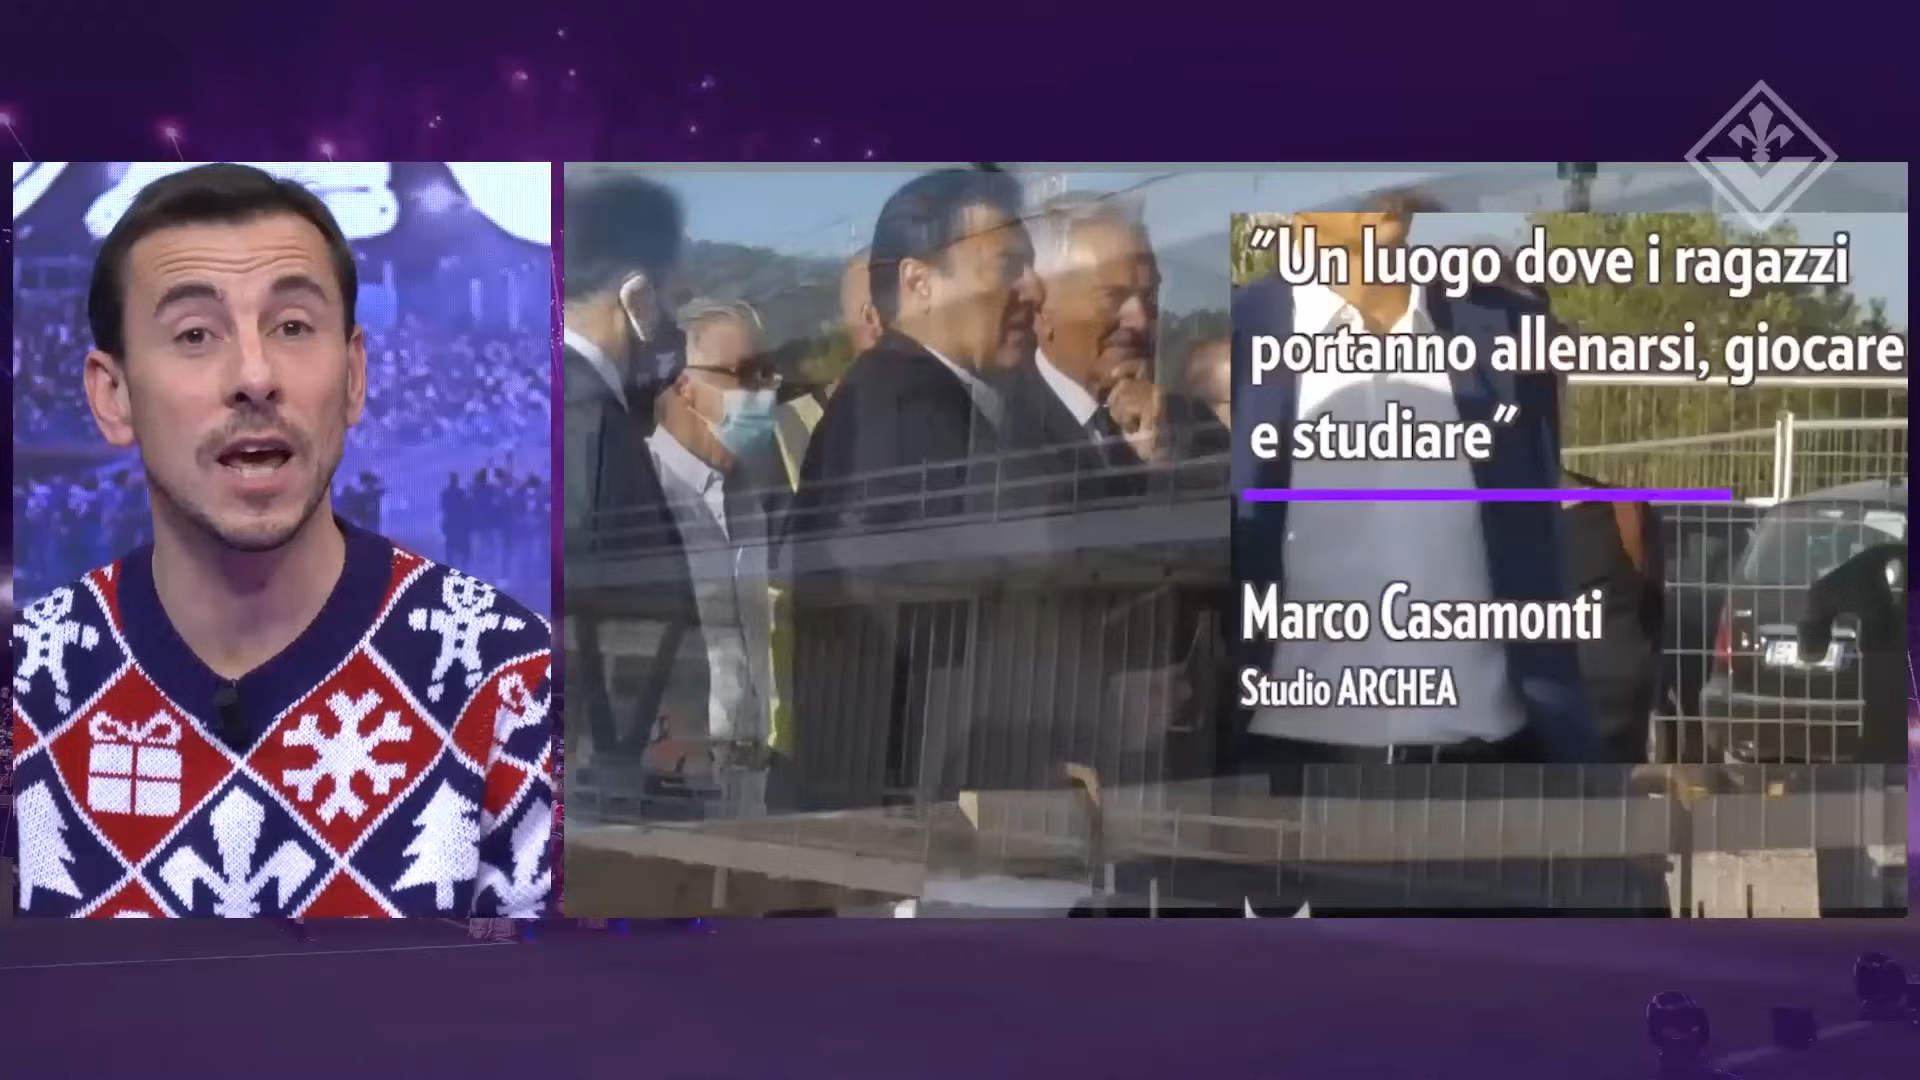 "Un luogo dove i ragazzi
portanno allenarsi, giocare
e studiare"
Marco Casamonti
Studio ARCHEA